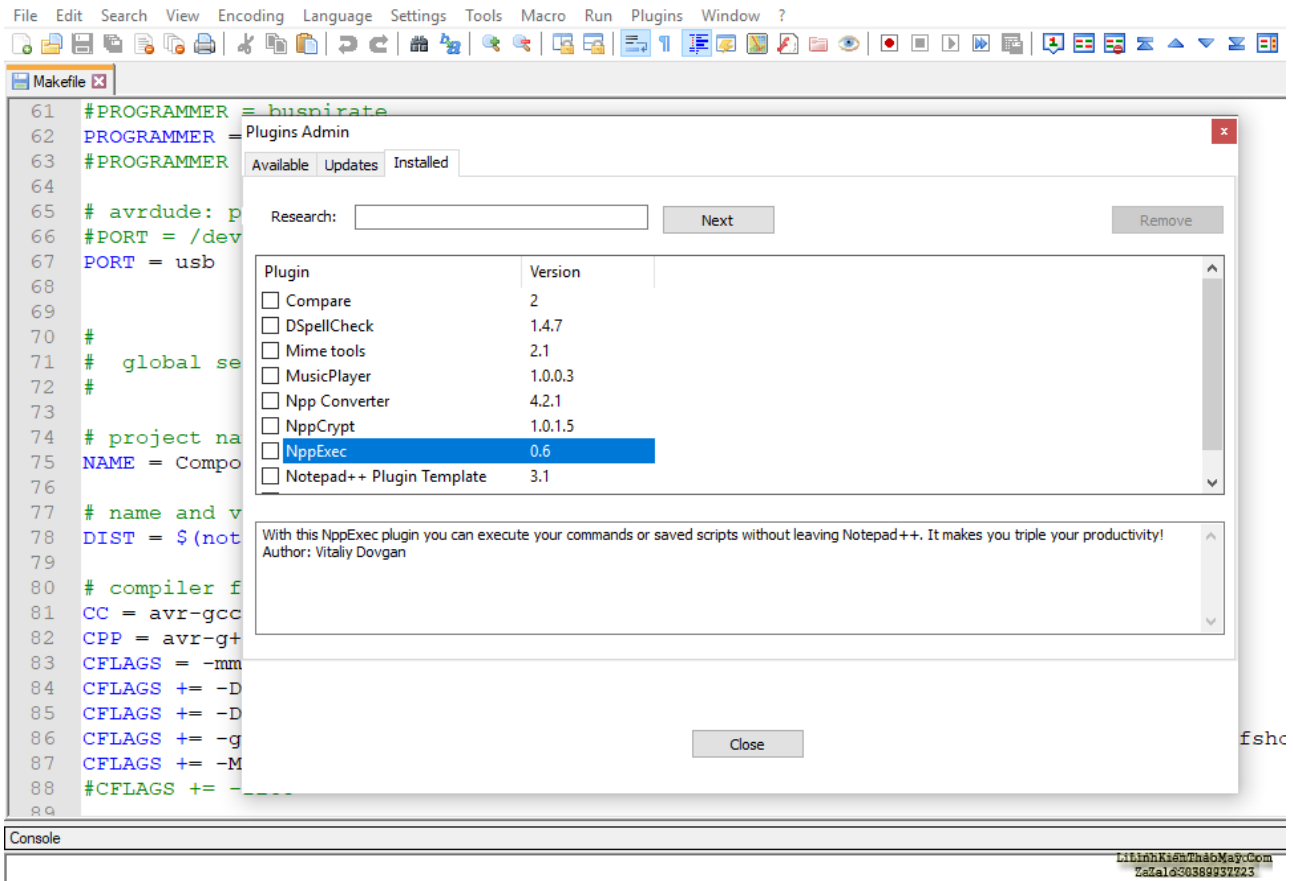 File Edit Search View Encoding Language Settings Tools Macro Run Plugins Window ?
Makefile
61 #PROGRAMMER = buspirate
62 PROGRAMMER =
63 #PROGRAMMER
64
65 # avrdude: p
66 #PORT = /dev
67 PORT = usb
68
69
70 #
71 # global se
72 #
73
74 # project na
75 NAME = Compo
76
77 # name and v
78 DIST = $(not
79
80 # compiler f
81 CC = avr-gcc
82 CPP = avr-g+
83 CFLAGS = -mm
84 CFLAGS += -D
85 CFLAGS += -D
86 CFLAGS += -g
87 CFLAGS += -M
88 #CFLAGS += -
89
fsho
Plugins Admin
x
Available Updates Installed
Research: Next Remove
Plugin Version
Compare 2
DSpellCheck 1.4.7
Mime tools 2.1
MusicPlayer 1.0.0.3
Npp Converter 4.2.1
NppCrypt 1.0.1.5
NppExec 0.6
Notepad++ Plugin Template 3.1
With this NppExec plugin you can execute your commands or saved scripts without leaving Notepad++. It makes you triple your productivity!
Author: Vitaliy Dovgan
Close
Console